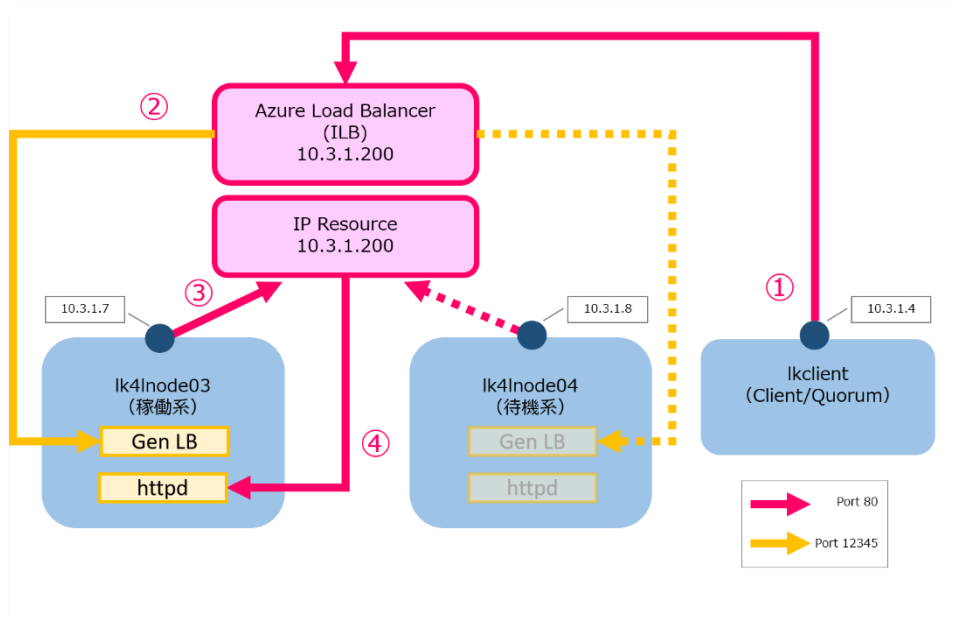 ②
Azure Load Balancer
(ILB)
10.3.1.200
IP Resource
10.3.1.200
③
①
10.3.1.7
10.3.1.8
10.3.1.4
lk4lnode03
（稼働系）
Gen LB
httpd
④
lk4lnode04
（待機系）
Gen LB
httpd
lkclient
（Client/Quorum）
Port 80
Port 12345